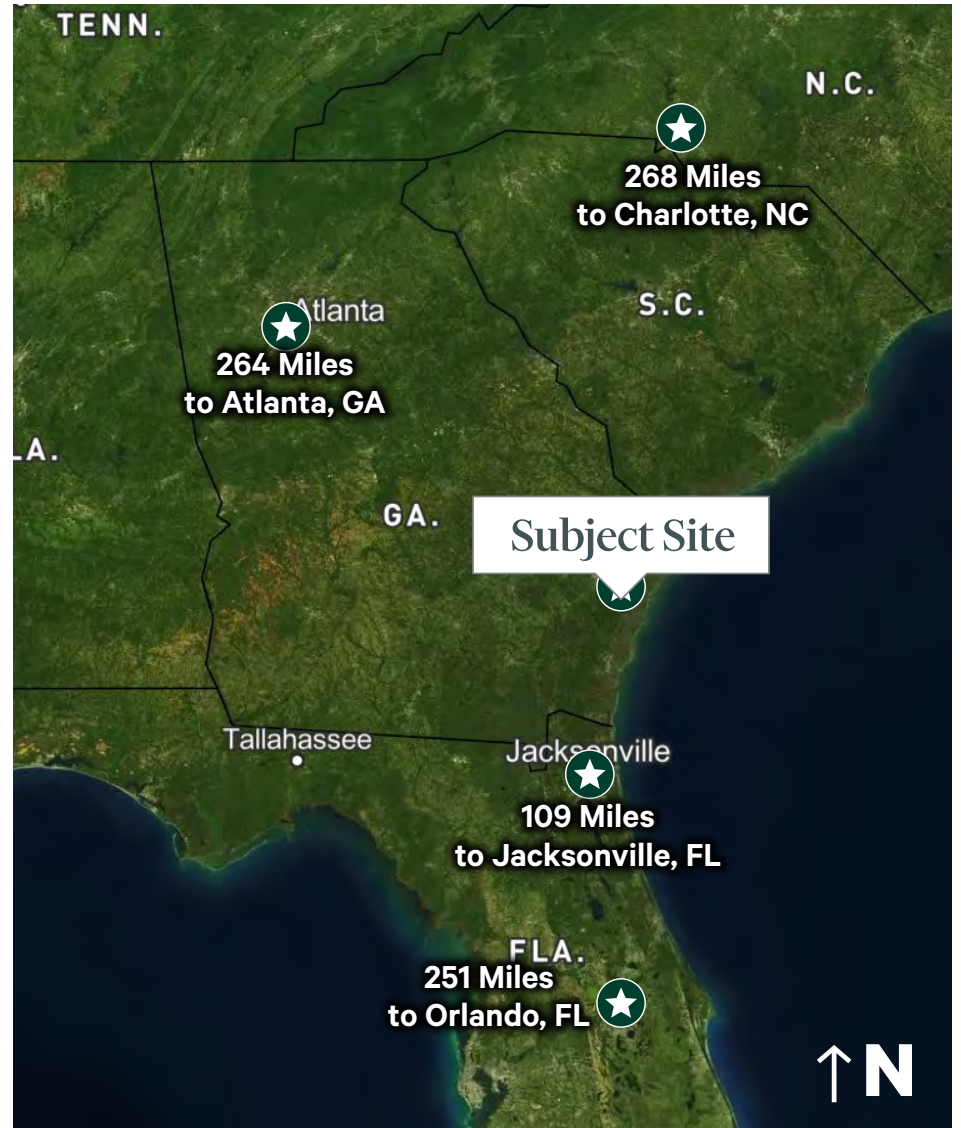 TENN.
N.C.
268 Miles
to Charlotte, NC
S.C.
Atlanta
264 Miles
to Atlanta, GA
LA.
GA.
Subject Site
Tallahassee
Jacksonville
109 Miles
to Jacksonville, FL
FLA.
251 Miles
to Orlando, FL
N